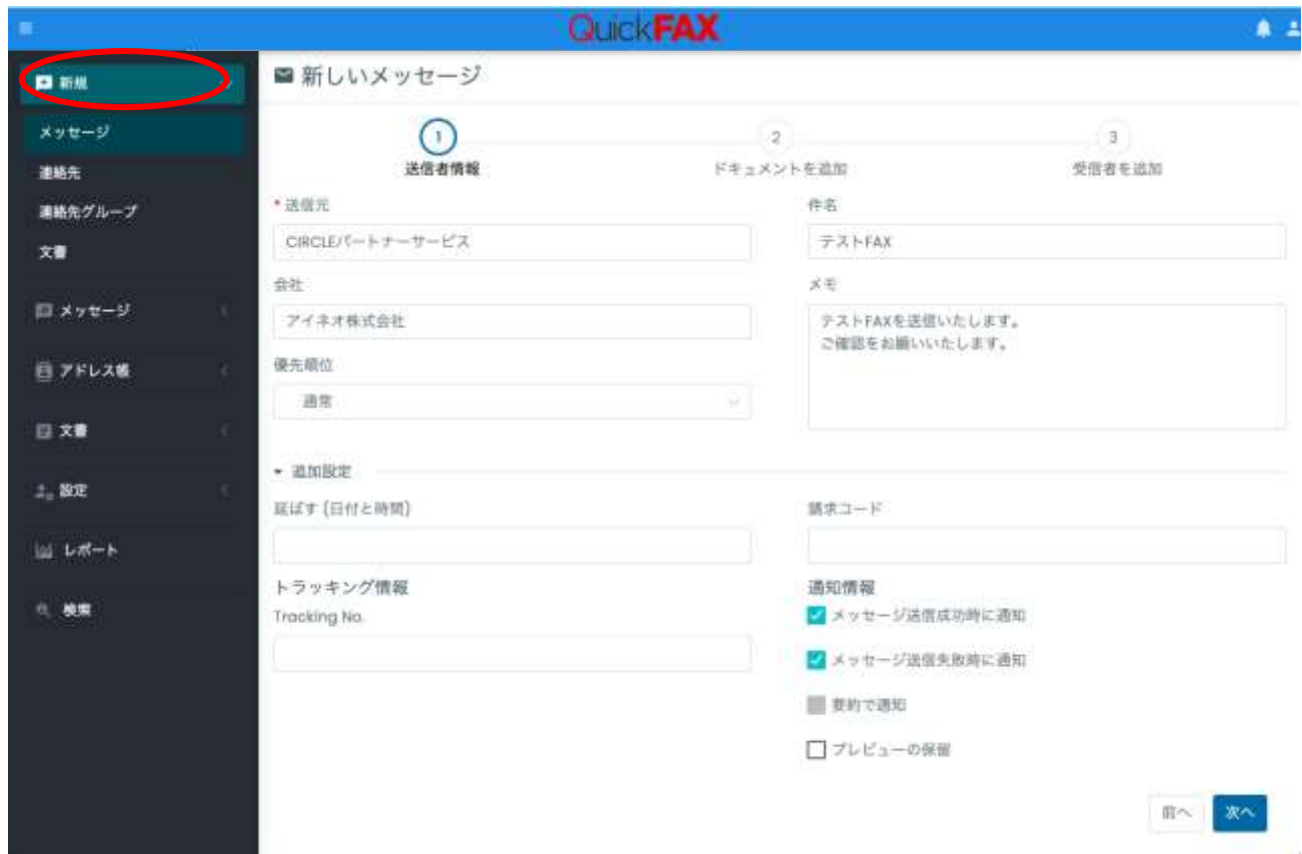 QuickFAX
新規
メッセージ
連絡先
連絡先グループ
文書
メッセージ
アドレス帳
文書
設定
レポート
検索
新しいメッセージ
1
送信者情報
2
ドキュメントを追加
3
受信者を追加
* 送信元
CIRCLEパートナーサービス
件名
テストFAX
会社
アイネオ株式会社
メモ
テストFAXを送信いたします。
ご確認をお願いいたします。
優先順位
通常
追加設定
延ばす (日付と時間)
請求コード
トラッキング情報
Tracking No.
通知情報
メッセージ送信成功時に通知
メッセージ送信失敗時に通知
要約で通知
プレビューの保留
前へ
次へ